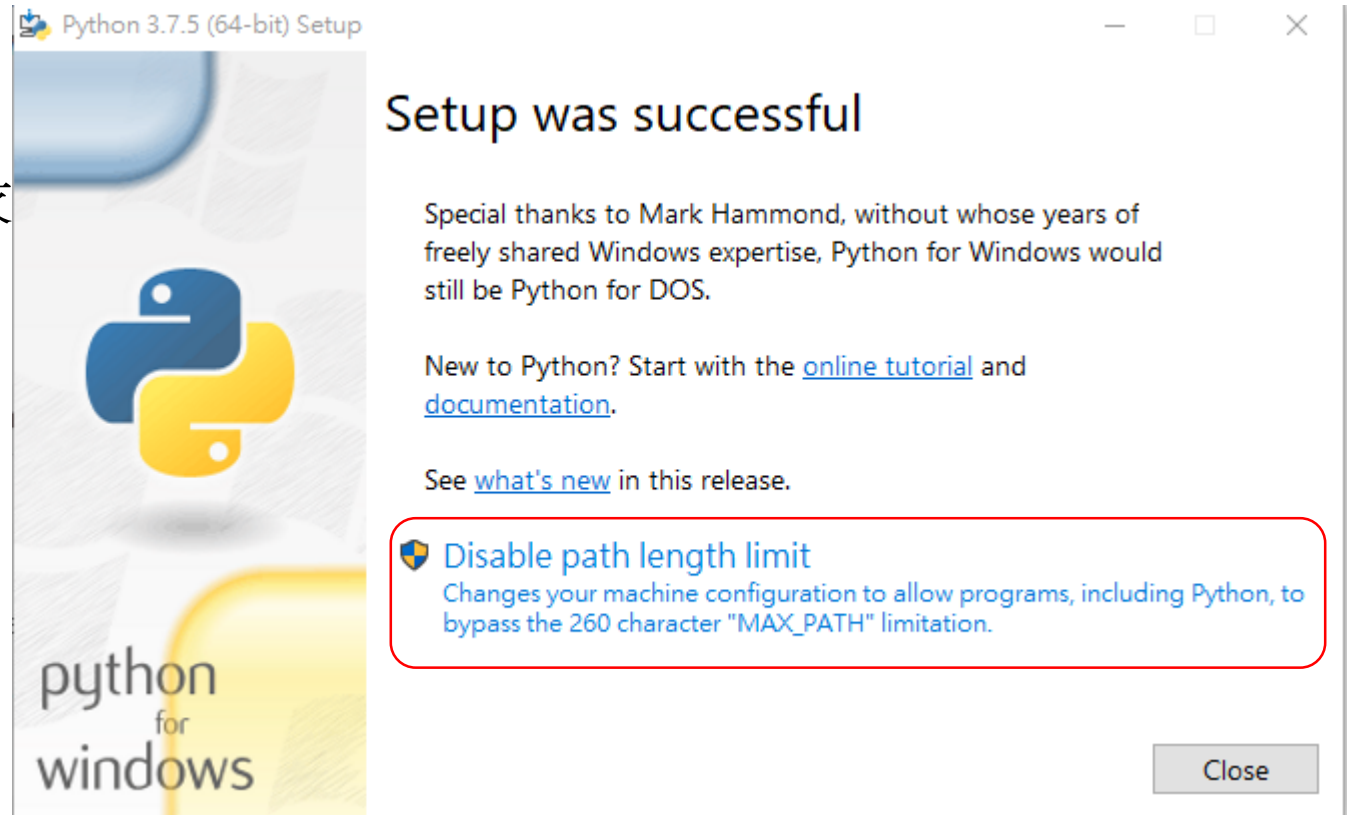 Python 3.7.5 (64-bit) Setup
Setup was successful
Special thanks to Mark Hammond, without whose years of
freely shared Windows expertise, Python for Windows would
still be Python for DOS.
New to Python? Start with the online tutorial and
documentation.
See what's new in this release.
Disable path length limit
Changes your machine configuration to allow programs, including Python, to
bypass the 260 character "MAX_PATH" limitation.
python
for
windows
Close